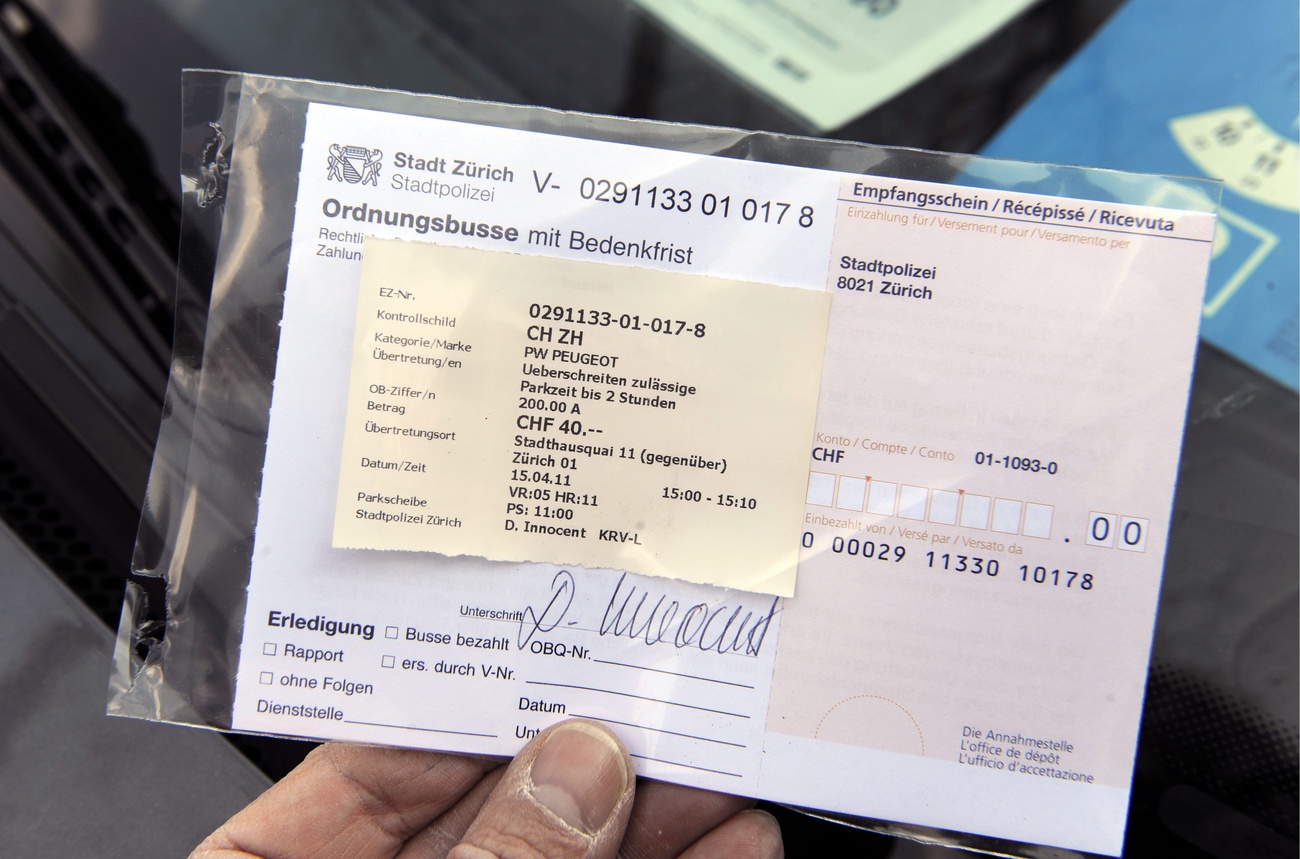 Stadt Zürich
Stadtpolizei
V- 0291133 01 017 8
Ordnungsbusse mit Bedenkfrist
EZ-Nr. 0291133-01-017-8
Kontrollschild CH ZH
Kategorie/Marke PW PEUGEOT
Übertretung/en Ueberschreiten zulässige
Parkzeit bis 2 Stunden
OB-Ziffer/n 200.00 A
Betrag CHF 40.--
Übertretungsort Stadthausquai 11 (gegenüber)
Zürich 01
Datum/Zeit 15.04.11 15:00 - 15:10
VR:05 HR:11
Parkscheibe PS: 11:00
Stadtpolizei Zürich D. Innocent KRV-L
Unterschrift D. Innocent
Erledigung
Busse bezahlt
OBQ-Nr.
Rapport
ers. durch V-Nr.
ohne Folgen
Datum
Dienststelle
Empfangsschein / Récépissé / Ricevuta
Einzahlung für / Versement pour / Versamento per
Stadtpolizei
8021 Zürich
Konto / Compte / Conto 01-1093-0
CHF
. 00
Einbezahlt von / Versé par / Versato da
0 00029 11330 10178
Die Annahmestelle
L'office de dépôt
L'ufficio d'accettazione